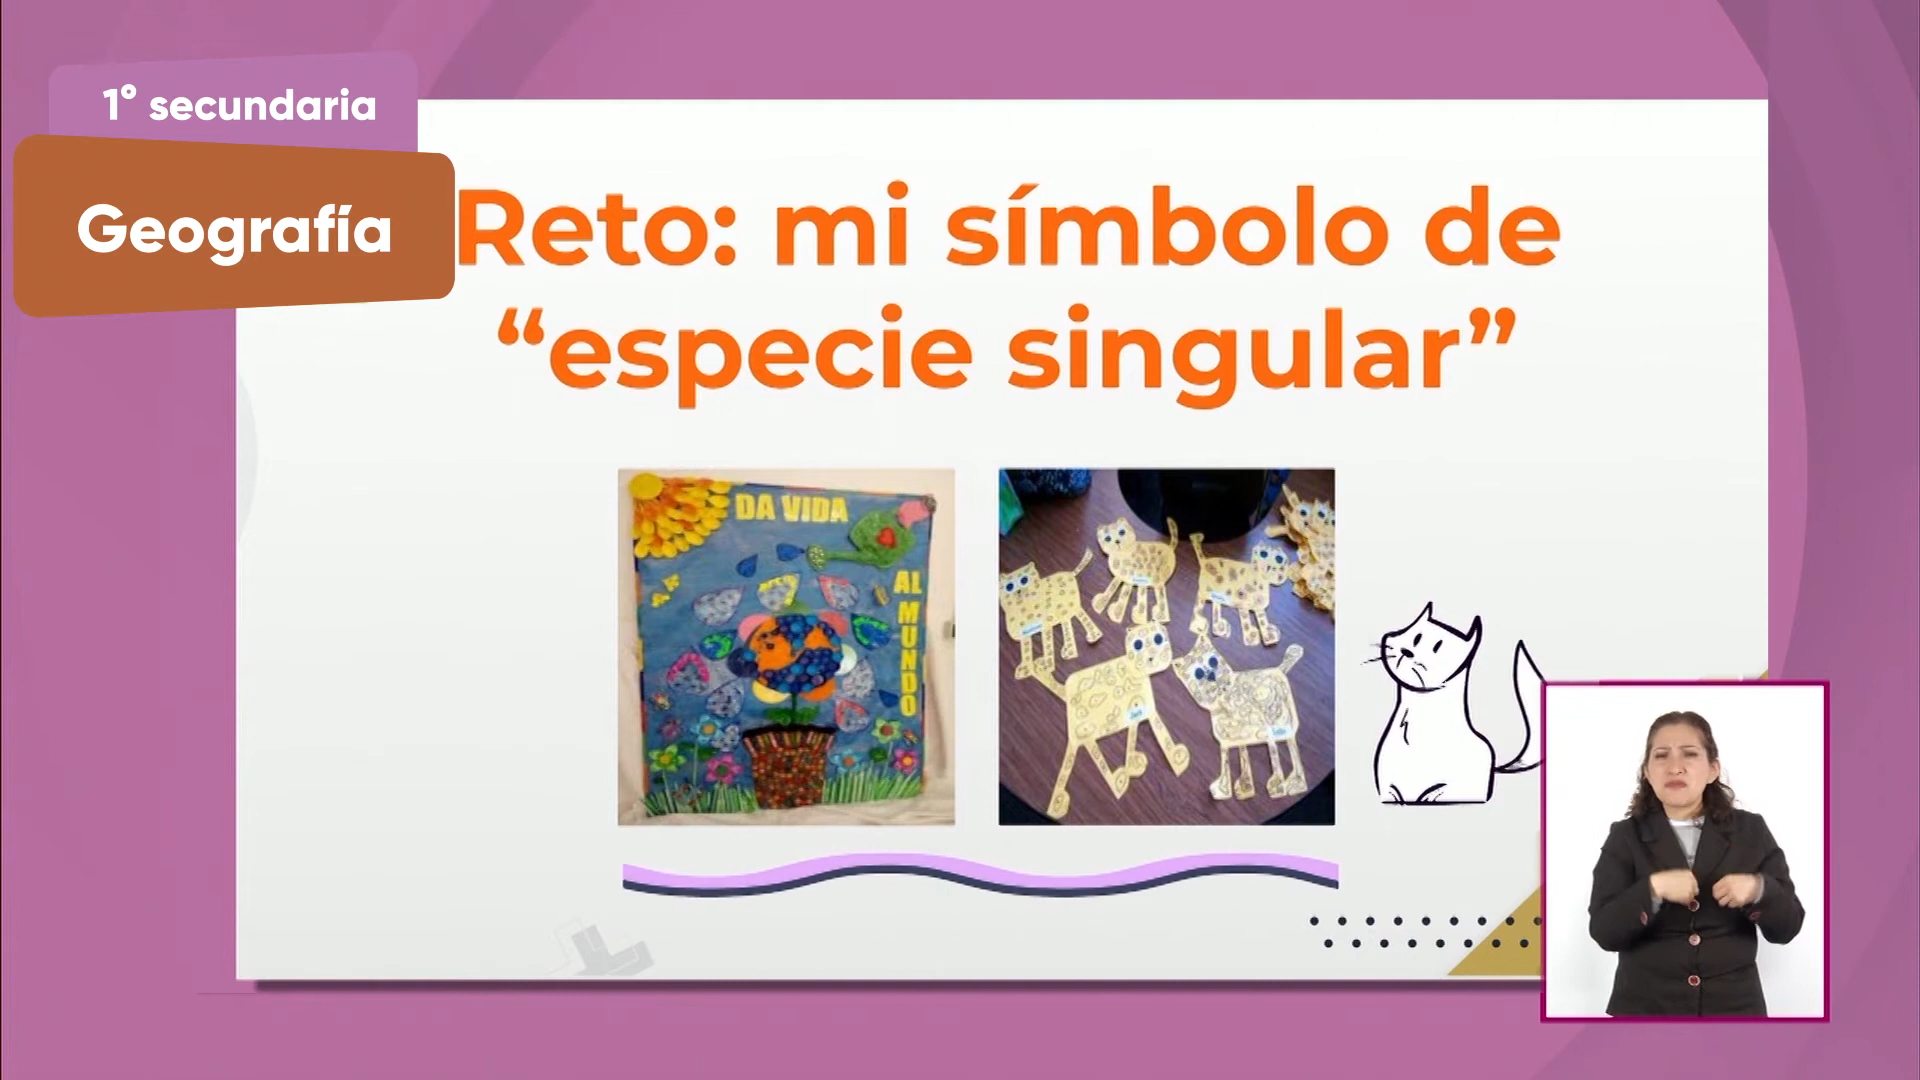 1° secundaria
Geografía
Reto: mi símbolo de
“especie singular”
DA VIDA
AL
MUNDO